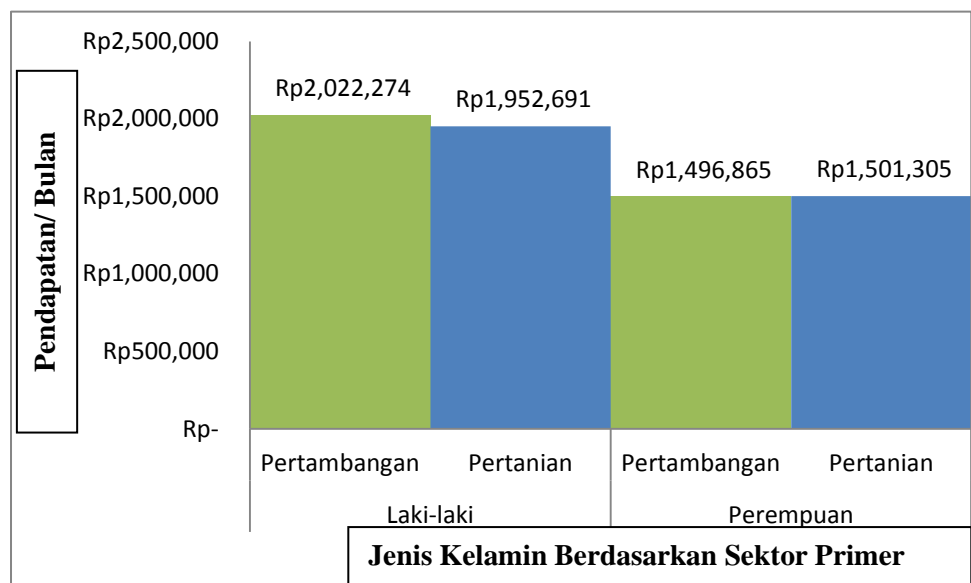 Pendapatan/ Bulan
Rp2,500,000
Rp2,000,000
Rp1,500,000
Rp1,000,000
Rp500,000
Rp-
Rp2,022,274
Rp1,952,691
Rp1,496,865
Rp1,501,305
Pertambangan Pertanian Pertambangan Pertanian
Laki-laki Perempuan
Jenis Kelamin Berdasarkan Sektor Primer